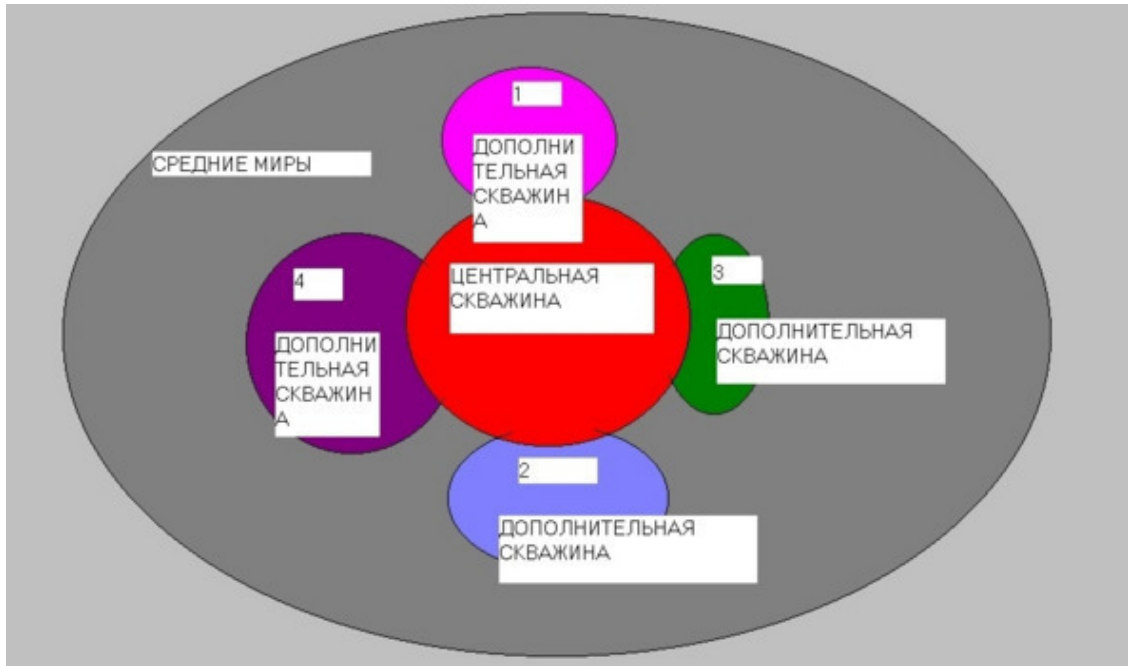 1
ДОПОЛНИ
ТЕЛЬНАЯ
СКВАЖИН
А
СРЕДНИЕ МИРЫ
4
ДОПОЛНИ
ТЕЛЬНАЯ
СКВАЖИН
А
ЦЕНТРАЛЬНАЯ
СКВАЖИНА
3
ДОПОЛНИТЕЛЬНАЯ
СКВАЖИНА
2
ДОПОЛНИТЕЛЬНАЯ
СКВАЖИНА